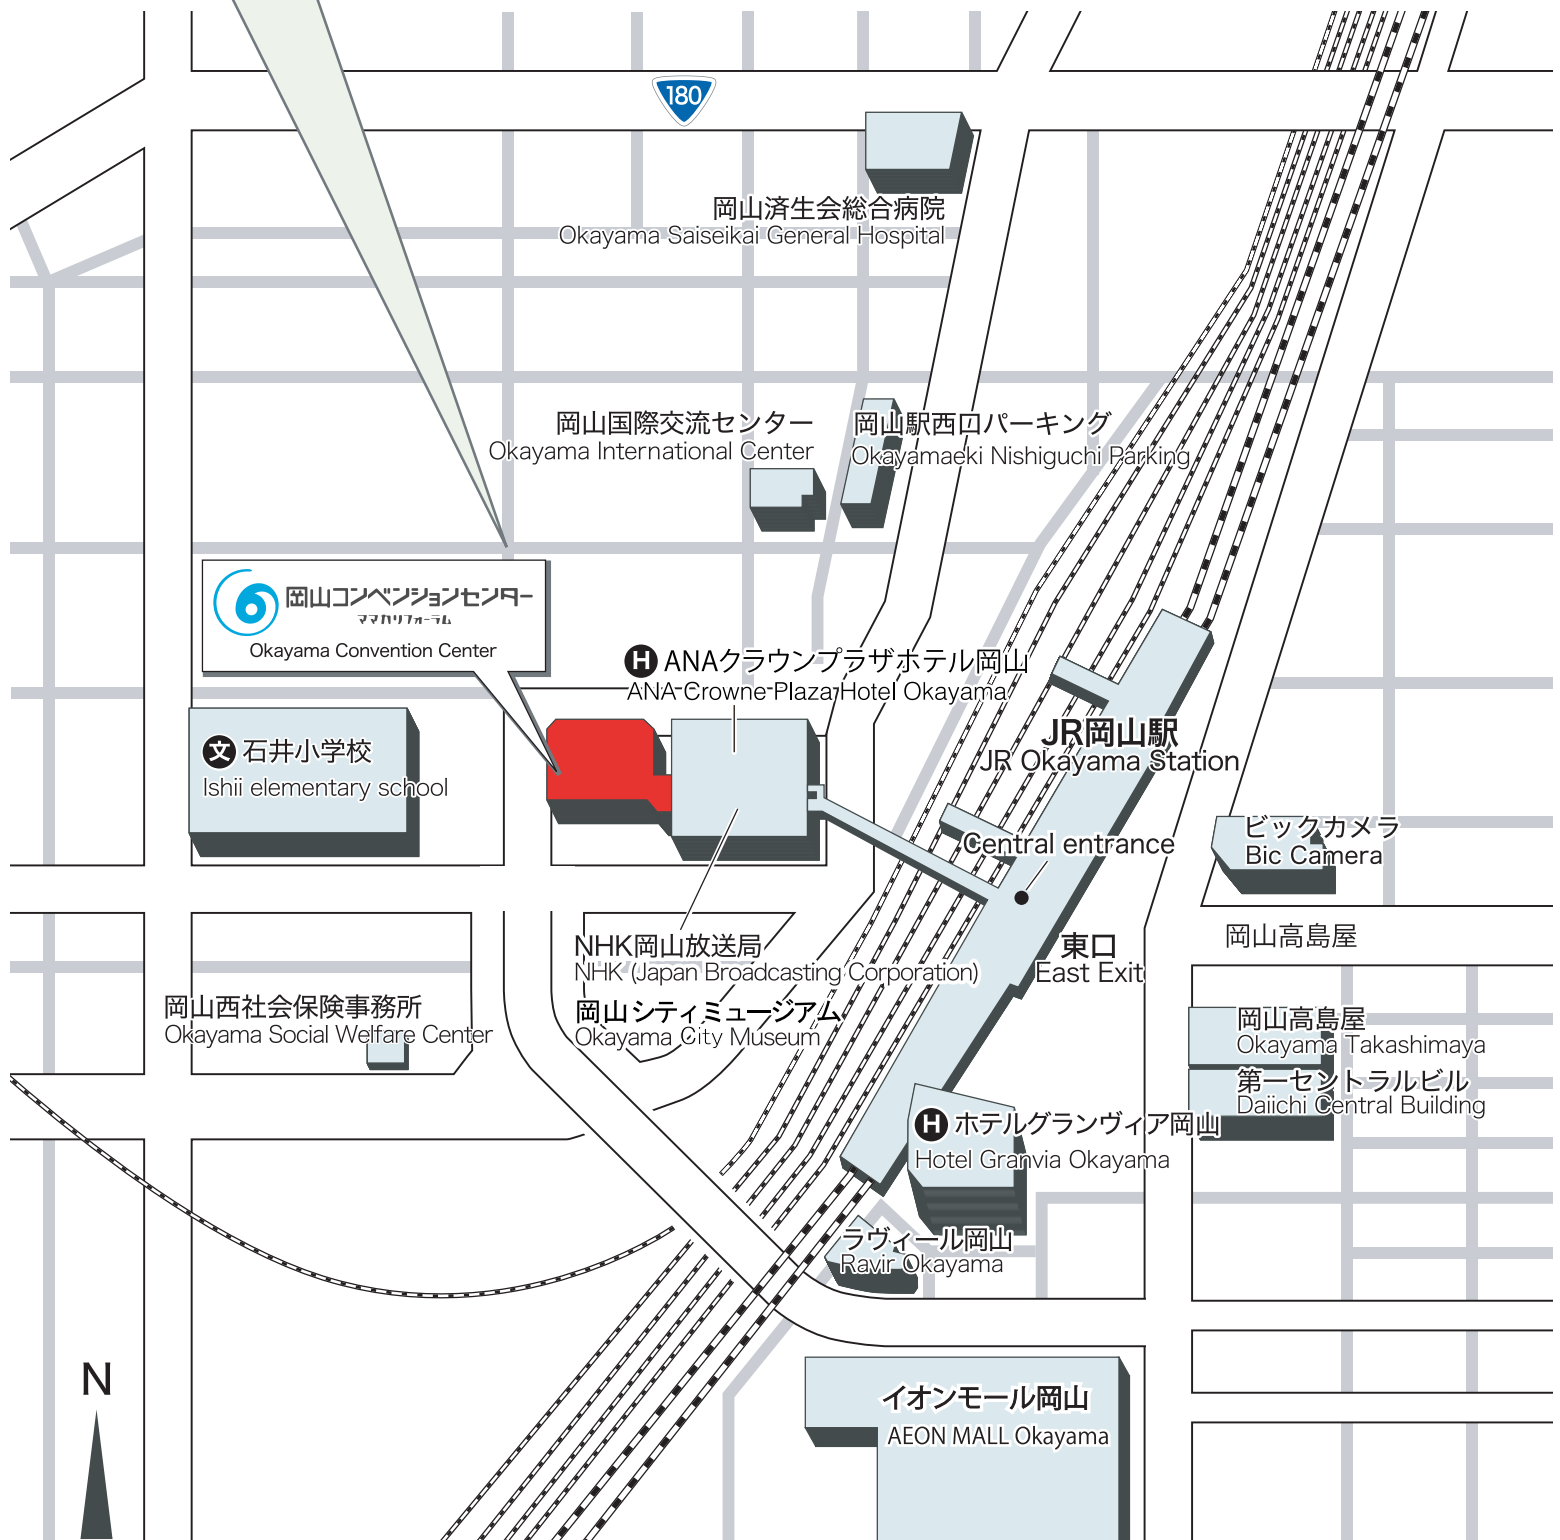 180
岡山済生会総合病院
Okayama Saiseikai General Hospital
岡山国際交流センター
Okayama International Center
岡山駅西口パーキング
Okayamaeki Nishiguchi Parking
岡山コンベンションセンター
ママカリフォーラム
Okayama Convention Center
H ANAクラウンプラザホテル岡山
ANA Crowne Plaza Hotel Okayama
文 石井小学校
Ishii elementary school
JR岡山駅
JR Okayama Station
Central entrance
ビックカメラ
Bic Camera
岡山高島屋
東口
East Exit
NHK岡山放送局
NHK (Japan Broadcasting Corporation)
岡山シティミュージアム
Okayama City Museum
岡山西社会保険事務所
Okayama Social Welfare Center
岡山高島屋
Okayama Takashimaya
第一セントラルビル
Daiichi Central Building
H ホテルグランヴィア岡山
Hotel Granvia Okayama
ラヴィール岡山
Ravir Okayama
N
イオンモール岡山
AEON MALL Okayama